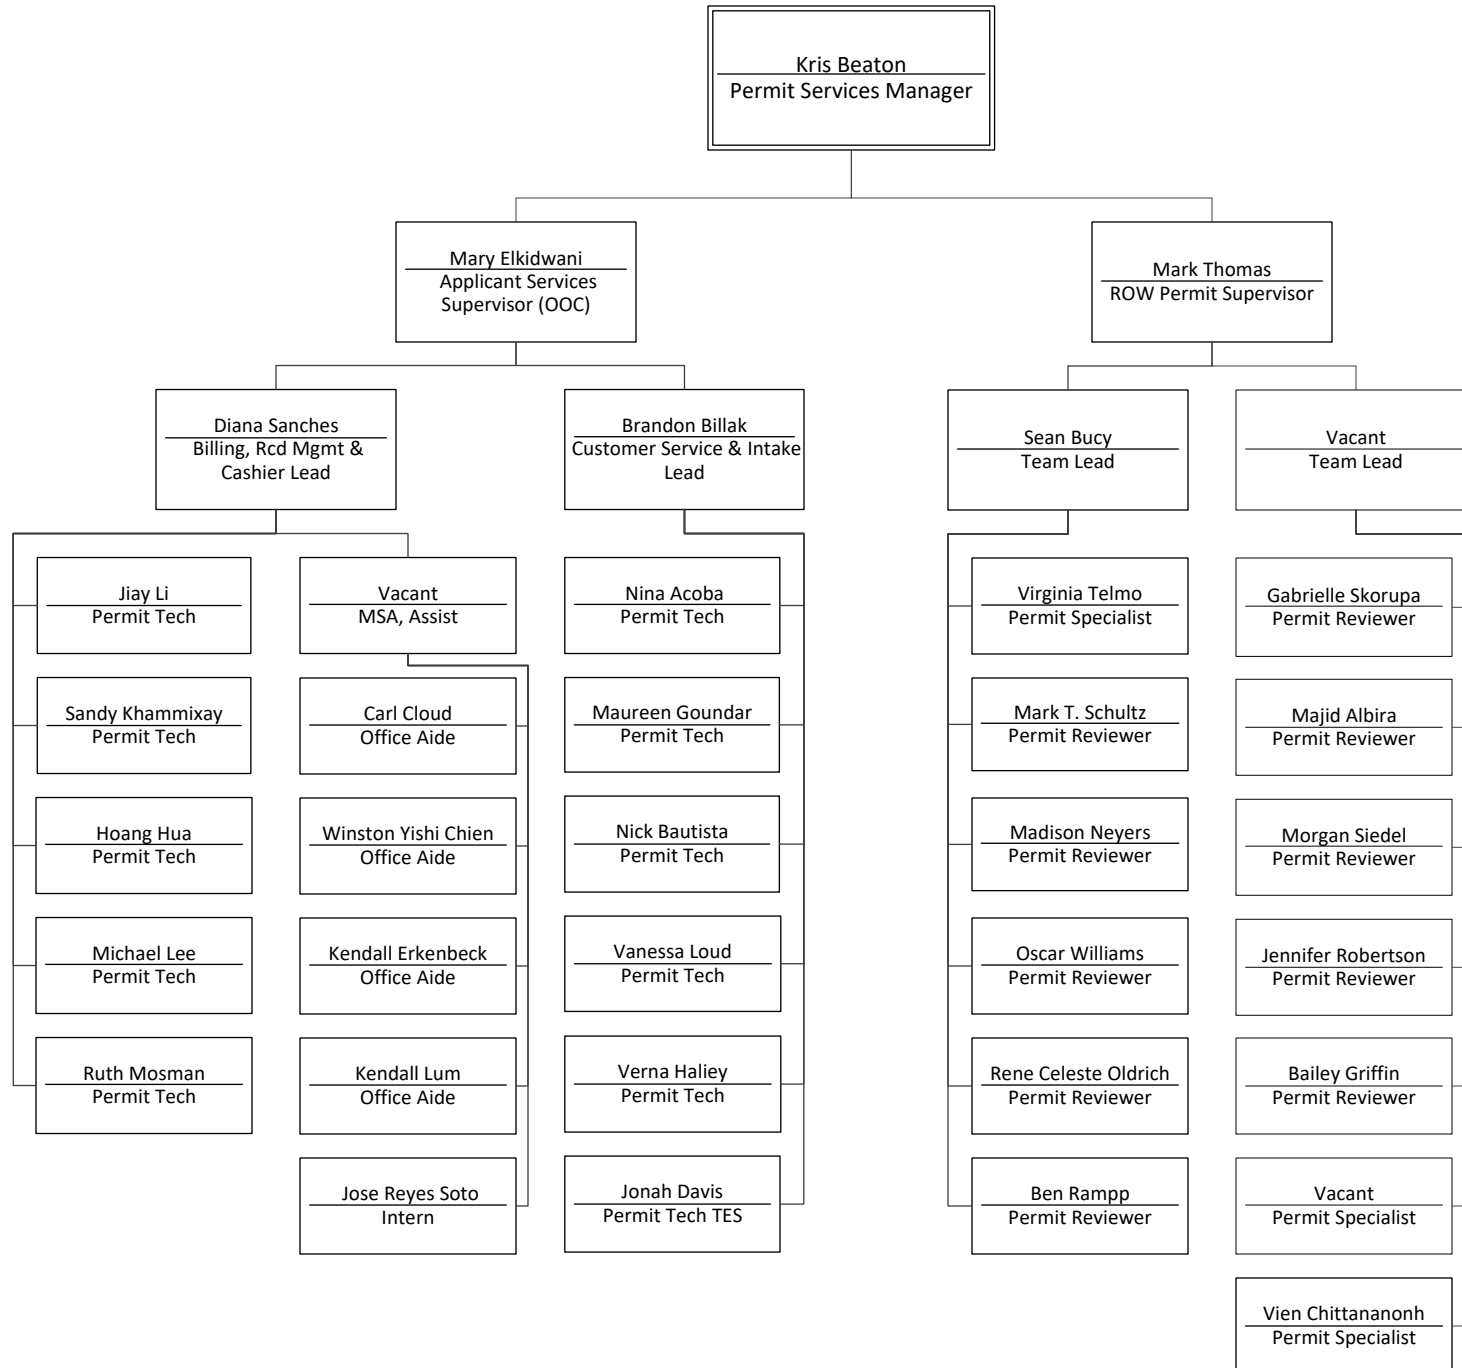 Kris Beaton
Permit Services Manager
Mary Elkidwani
Applicant Services
Supervisor (OOC)
Mark Thomas
ROW Permit Supervisor
Diana Sanches
Billing, Rcd Mgmt &
Cashier Lead
Brandon Billak
Customer Service & Intake
Lead
Sean Bucy
Team Lead
Vacant
Team Lead
Jiay Li
Permit Tech
Sandy Khammixay
Permit Tech
Hoang Hua
Permit Tech
Michael Lee
Permit Tech
Ruth Mosman
Permit Tech
Vacant
MSA, Assist
Carl Cloud
Office Aide
Winston Yishi Chien
Office Aide
Kendall Erkenbeck
Office Aide
Kendall Lum
Office Aide
Jose Reyes Soto
Intern
Nina Acoba
Permit Tech
Maureen Goundar
Permit Tech
Nick Bautista
Permit Tech
Vanessa Loud
Permit Tech
Verna Haliey
Permit Tech
Jonah Davis
Permit Tech TES
Virginia Telmo
Permit Specialist
Mark T. Schultz
Permit Reviewer
Madison Neyers
Permit Reviewer
Oscar Williams
Permit Reviewer
Rene Celeste Oldrich
Permit Reviewer
Ben Rampp
Permit Reviewer
Gabrielle Skorupa
Permit Reviewer
Majid Albira
Permit Reviewer
Morgan Siedel
Permit Reviewer
Jennifer Robertson
Permit Reviewer
Bailey Griffin
Permit Reviewer
Vacant
Permit Specialist
Vien Chittananonh
Permit Specialist